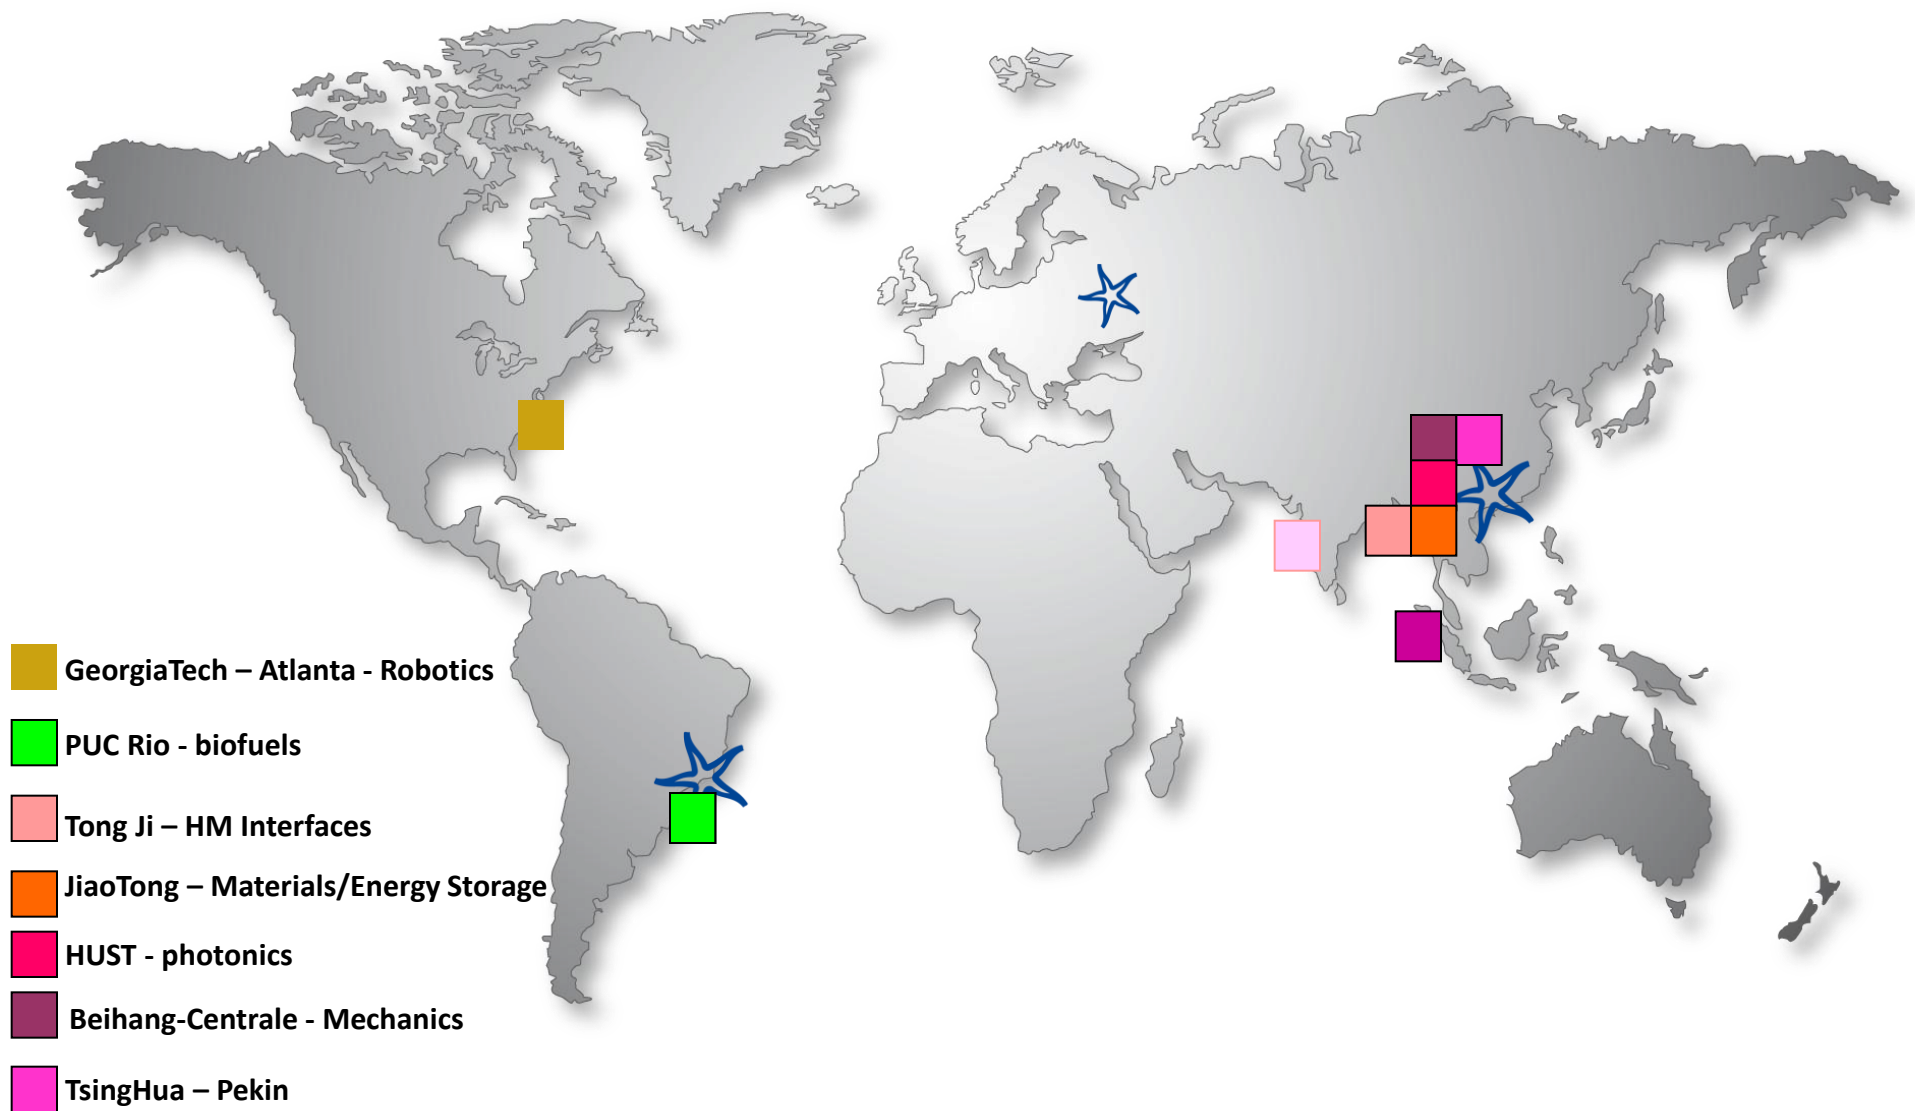 GeorgiaTech – Atlanta - Robotics
PUC Rio - biofuels
Tong Ji – HM Interfaces
JiaoTong – Materials/Energy Storage
HUST - photonics
Beihang-Centrale - Mechanics
TsingHua – Pekin